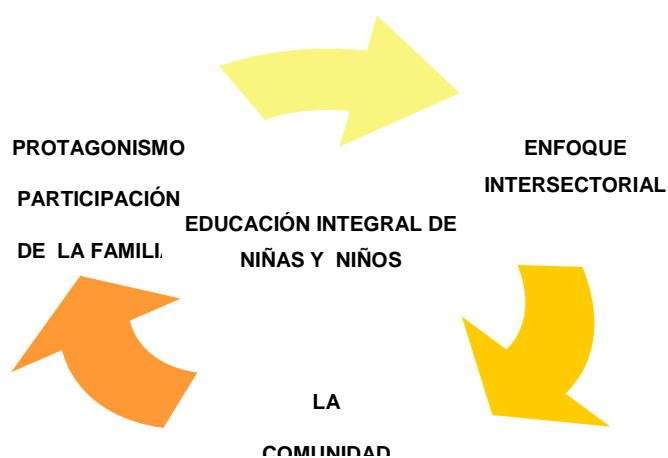 PROTAGONISMO
PARTICIPACIÓN
DE LA FAMILI
ENFOQUE
INTERSECTORIAL
EDUCACIÓN INTEGRAL DE
NIÑAS Y NIÑOS
LA
COMUNIDAD